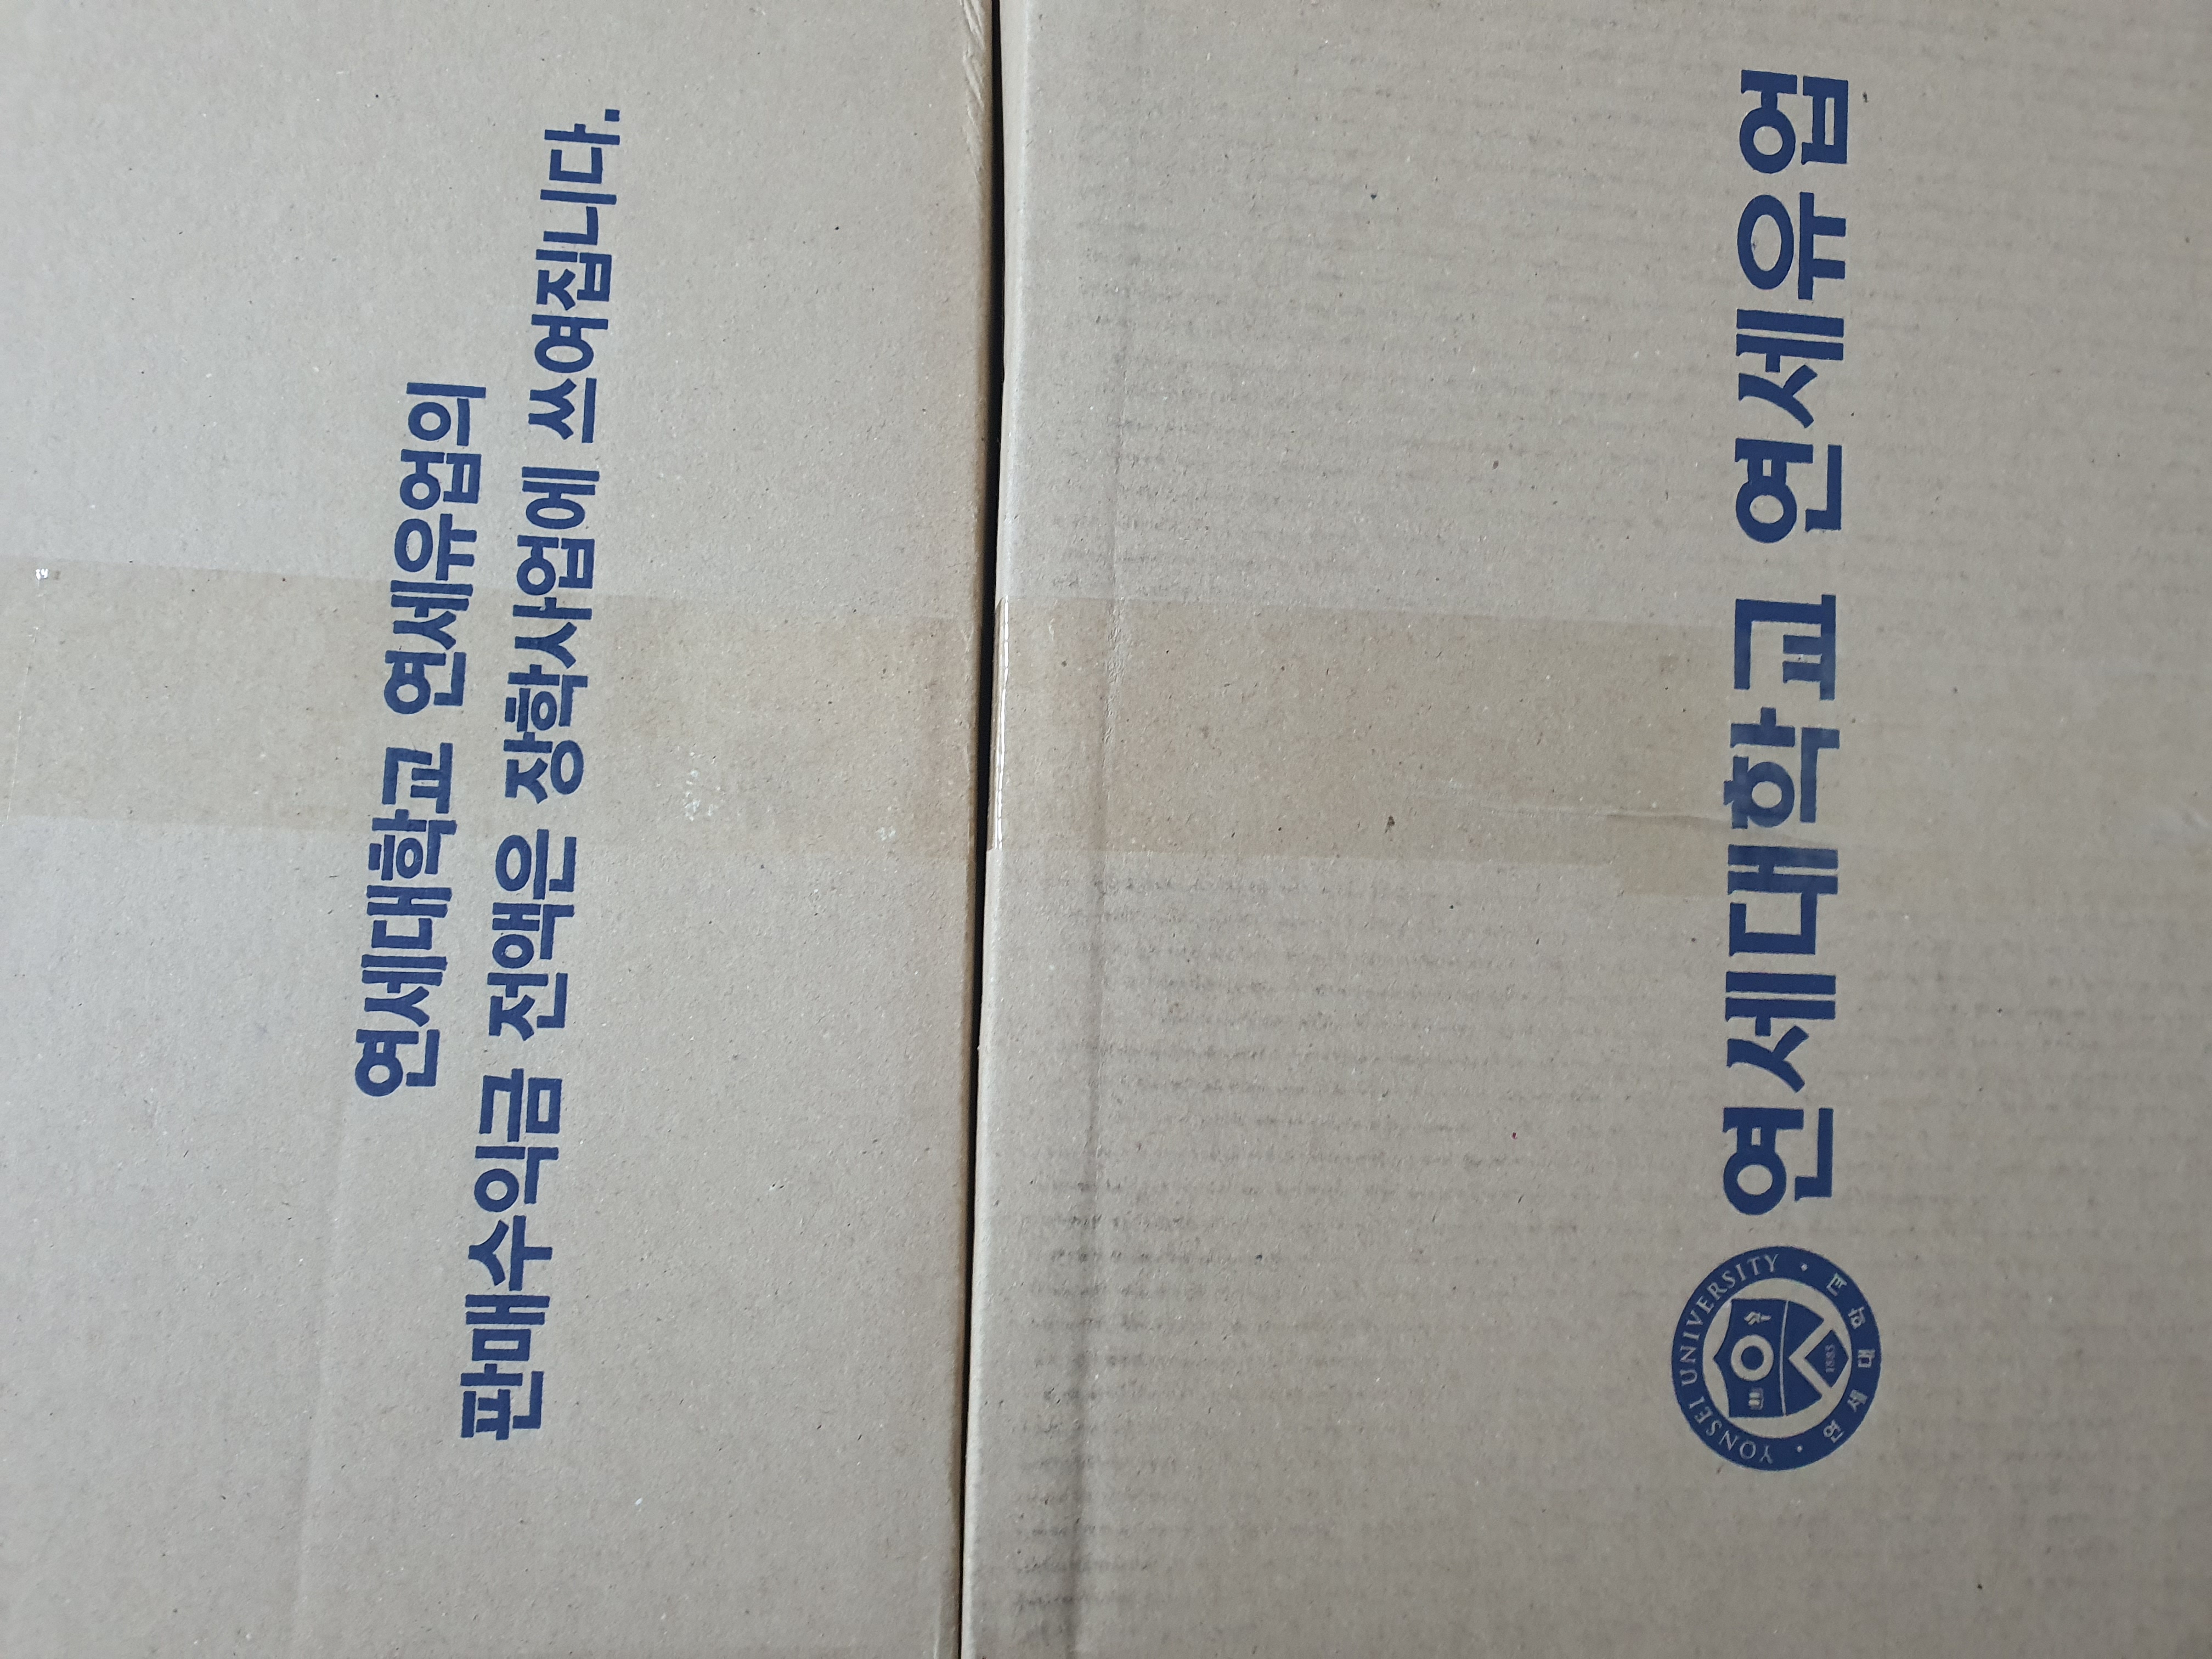 연세대학교 연세유업의
판매수익금 전액은 장학사업에 쓰여집니다.
YONSEI UNIVERSITY
연세대학교
1885
연세대학교 연세유업